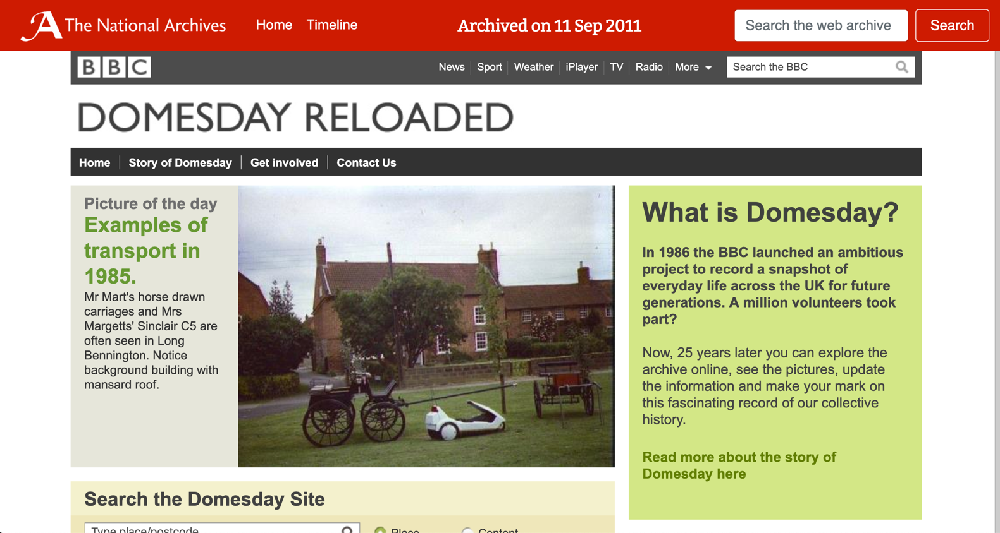 The National Archives
Home
Timeline
Archived on 11 Sep 2011
Search the web archive
Search
BBC
News
Sport
Weather
iPlayer
TV
Radio
More
Search the BBC
DOMESDAY RELOADED
Home
Story of Domesday
Get involved
Contact Us
Picture of the day
Examples of
transport in
1985.
Mr Mart's horse drawn
carriages and Mrs
Margetts' Sinclair C5 are
often seen in Long
Bennington. Notice
background building with
mansard roof.
What is Domesday?
In 1986 the BBC launched an ambitious
project to record a snapshot of
everyday life across the UK for future
generations. A million volunteers took
part?
Now, 25 years later you can explore the
archive online, see the pictures, update
the information and make your mark on
this fascinating record of our collective
history.
Read more about the story of
Domesday here
Search the Domesday Site
Type place/postcode
Place
Content